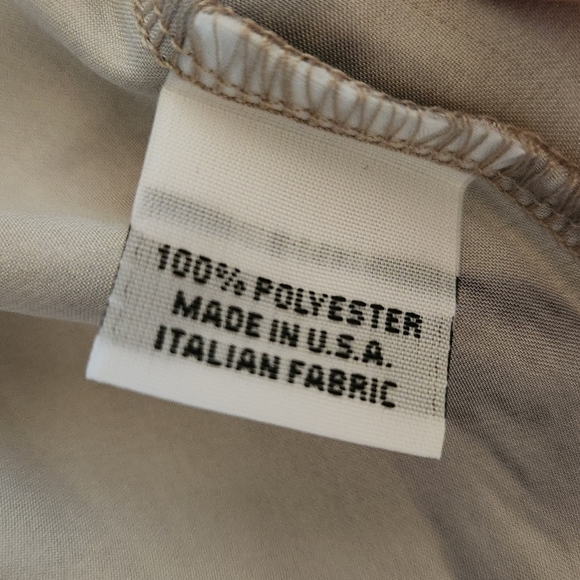 100% POLYESTER
MADE IN U.S.A.
ITALIAN FABRIC